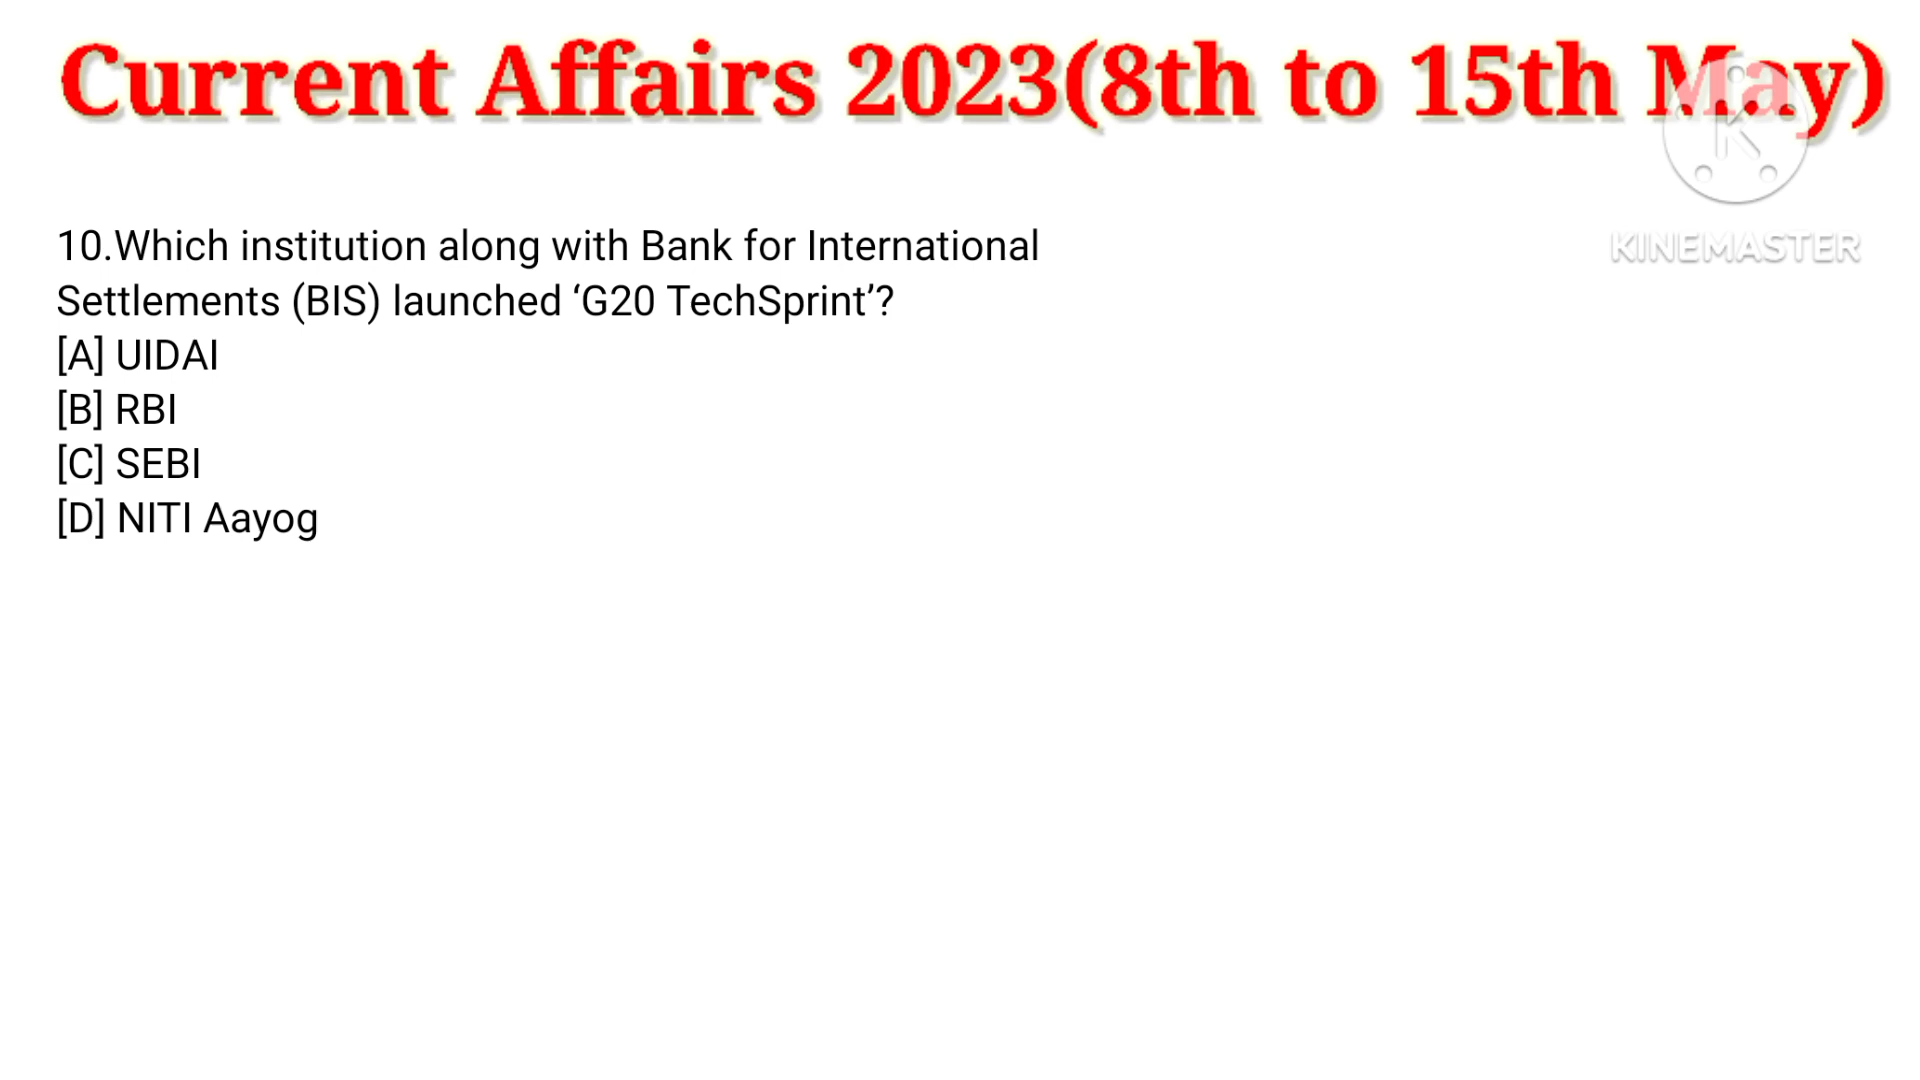 Current Affairs 2023(8th to 15th May)
10.Which institution along with Bank for International
Settlements (BIS) launched ‘G20 TechSprint’?
[A] UIDAI
[B] RBI
[C] SEBI
[D] NITI Aayog
K
KINEMASTER